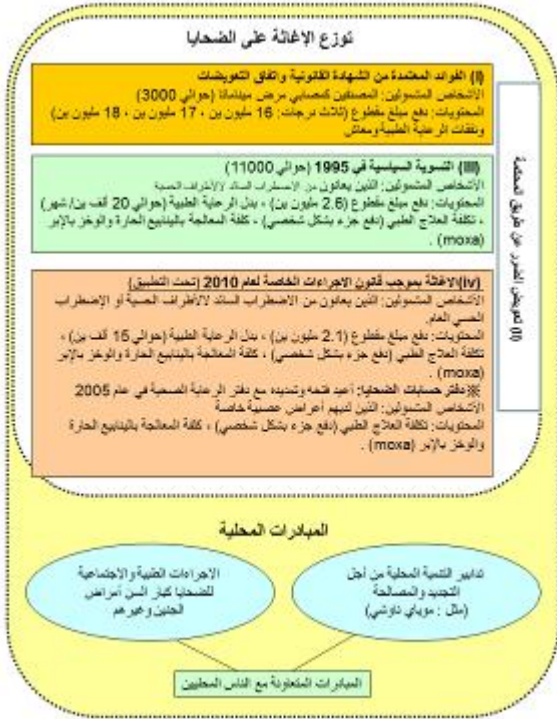 توزع الإغاثة على الضحايا
(I) الفوائد المعتمدة من الشهادة القانونية واتفاق التعويضات
الأشخاص المشمولين: المصنفين كمصابي مرض ميناماتا (حوالي 3000)
المحتويات: دفع مبلغ مقطوع (ثلاث درجات: 16 مليون ين ، 17 مليون ين ، 18 مليون ين)
ونفقات الرعاية الطبية ومعاش
(III) التسوية السياسية في 1995 (حوالي 11000)
الأشخاص المشمولين: الذين يعانون من الاضطراب السائد لالأطراف الحسية
المحتويات: دفع مبلغ مقطوع (2.6 مليون ين) ، بدل الرعاية الطبية (حوالي 20 ألف ين/ شهر)
، تكلفة العلاج الطبي (دفع جزء بشكل شخصي) ، كلفة المعالجة بالينابيع الحارة والوخز بالإبر
(moxa) .
(iv)الاغاثة بموجب قانون الاجراءات الخاصة لعام 2010 (تحت التطبيق)
الأشخاص المشمولين: الذين يعانون من الاضطراب السائد لالأطراف الحسية أو الإضطراب
الحسي العام.
المحتويات: دفع مبلغ مقطوع (2.1 مليون ين) ، بدل الرعاية الطبية (حوالي 15 ألف ين) ،
تكلفة العلاج الطبي (دفع جزء بشكل شخصي) ، كلفة المعالجة بالينابيع الحارة والوخز بالإبر
(moxa) .
※دفتر حسابات الضحايا: أعيد فتحه وتمديده مع دفتر الرعاية الصحية في عام 2005
الأشخاص المشمولين: الذين لديهم أعراض عصبية خاصة
المحتويات: تكلفة العلاج الطبي (دفع جزء بشكل شخصي) ، كلفة المعالجة بالينابيع الحارة
والوخز بالإبر (moxa) .
(II) تعويض الضرر عن طريق المحكمة
المبادرات المحلية
تدابير التنمية المحلية من أجل
التجديد والمصالحة
(مثل : موياي ناوشي)
الاجراءات الطبية والاجتماعية
للضحايا كبار السن أمراض
الجنين وغيرهم
المبادرات المتعاونة مع الناس المحليين